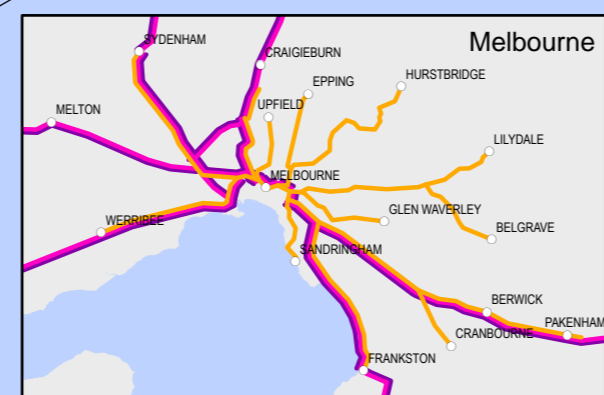 Melbourne
SYDENHAM
CRAIGIEBURN
EPPING
HURSTBRIDGE
MELTON
UPFIELD
LILYDALE
MELBOURNE
GLEN WAVERLEY
WERRIBEE
BELGRAVE
SANDRINGHAM
BERWICK
PAKENHAM
CRANBOURNE
FRANKSTON